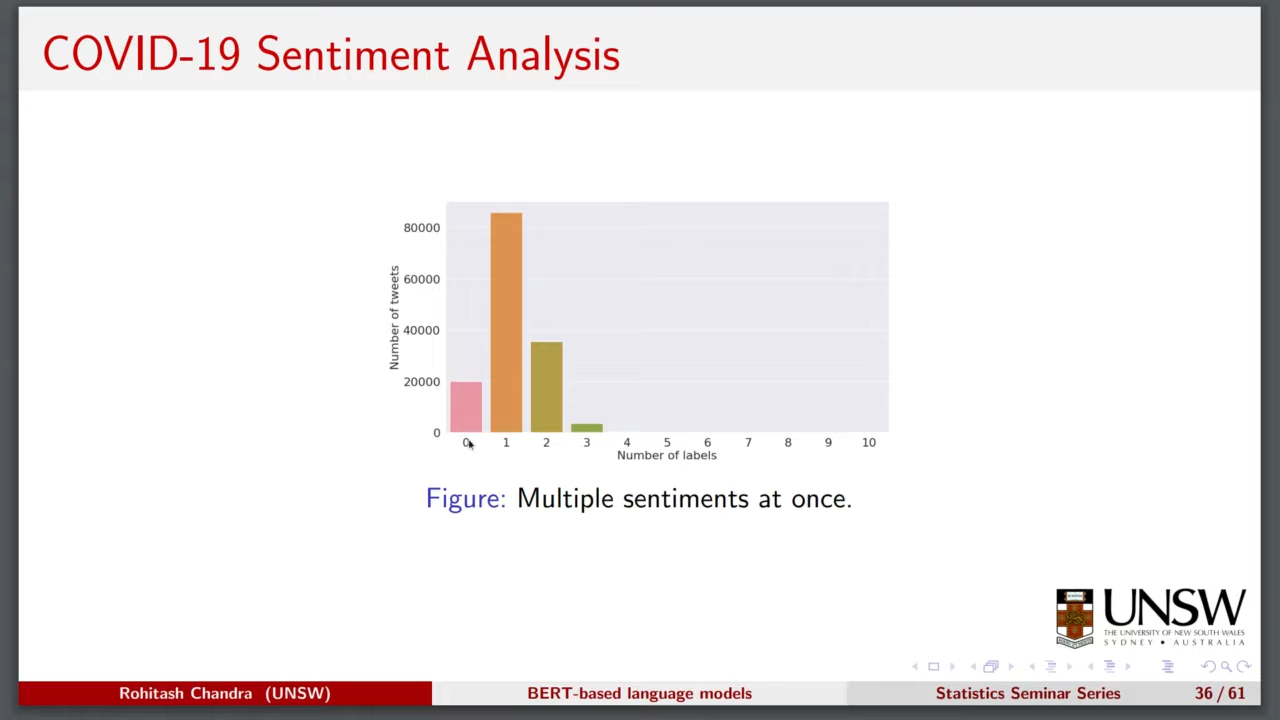 COVID-19 Sentiment Analysis
80000
60000
40000
20000
0
Number of tweets
0 1 2 3 4 5 6 7 8 9 10
Number of labels
Figure: Multiple sentiments at once.
UNSW
THE UNIVERSITY OF NEW SOUTH WALES
SYDNEY • AUSTRALIA
Rohitash Chandra (UNSW) BERT-based language models Statistics Seminar Series 36 / 61